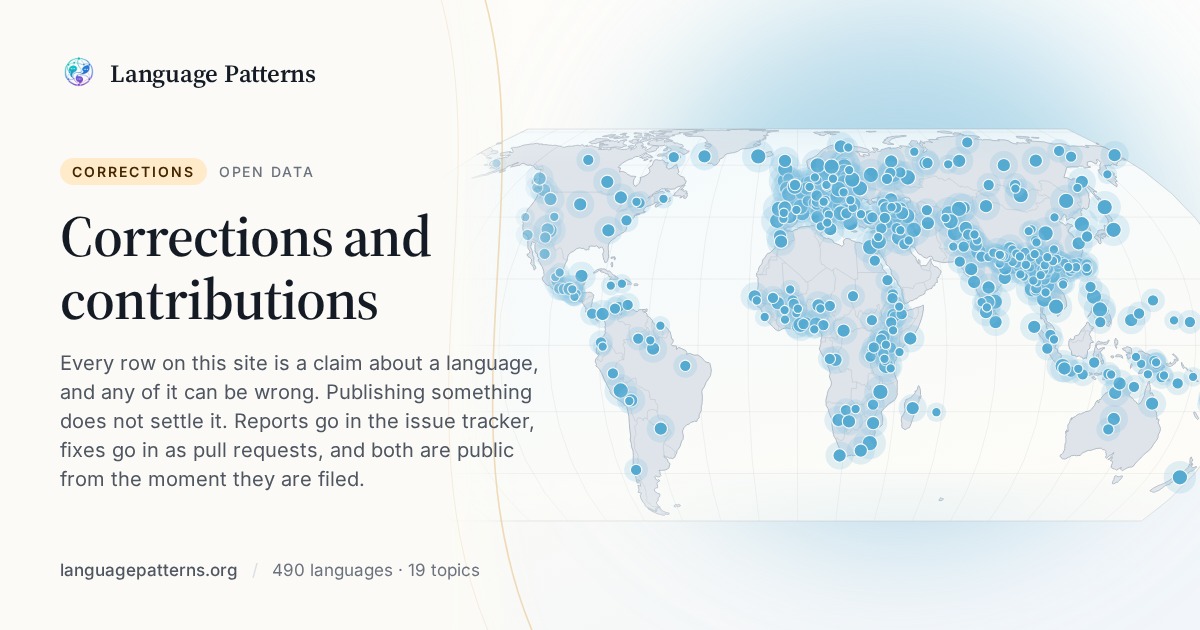 Language Patterns
CORRECTIONS OPEN DATA
Corrections and
contributions
Every row on this site is a claim about a language,
and any of it can be wrong. Publishing something
does not settle it. Reports go in the issue tracker,
fixes go in as pull requests, and both are public
from the moment they are filed.
languagepatterns.org / 490 languages · 19 topics